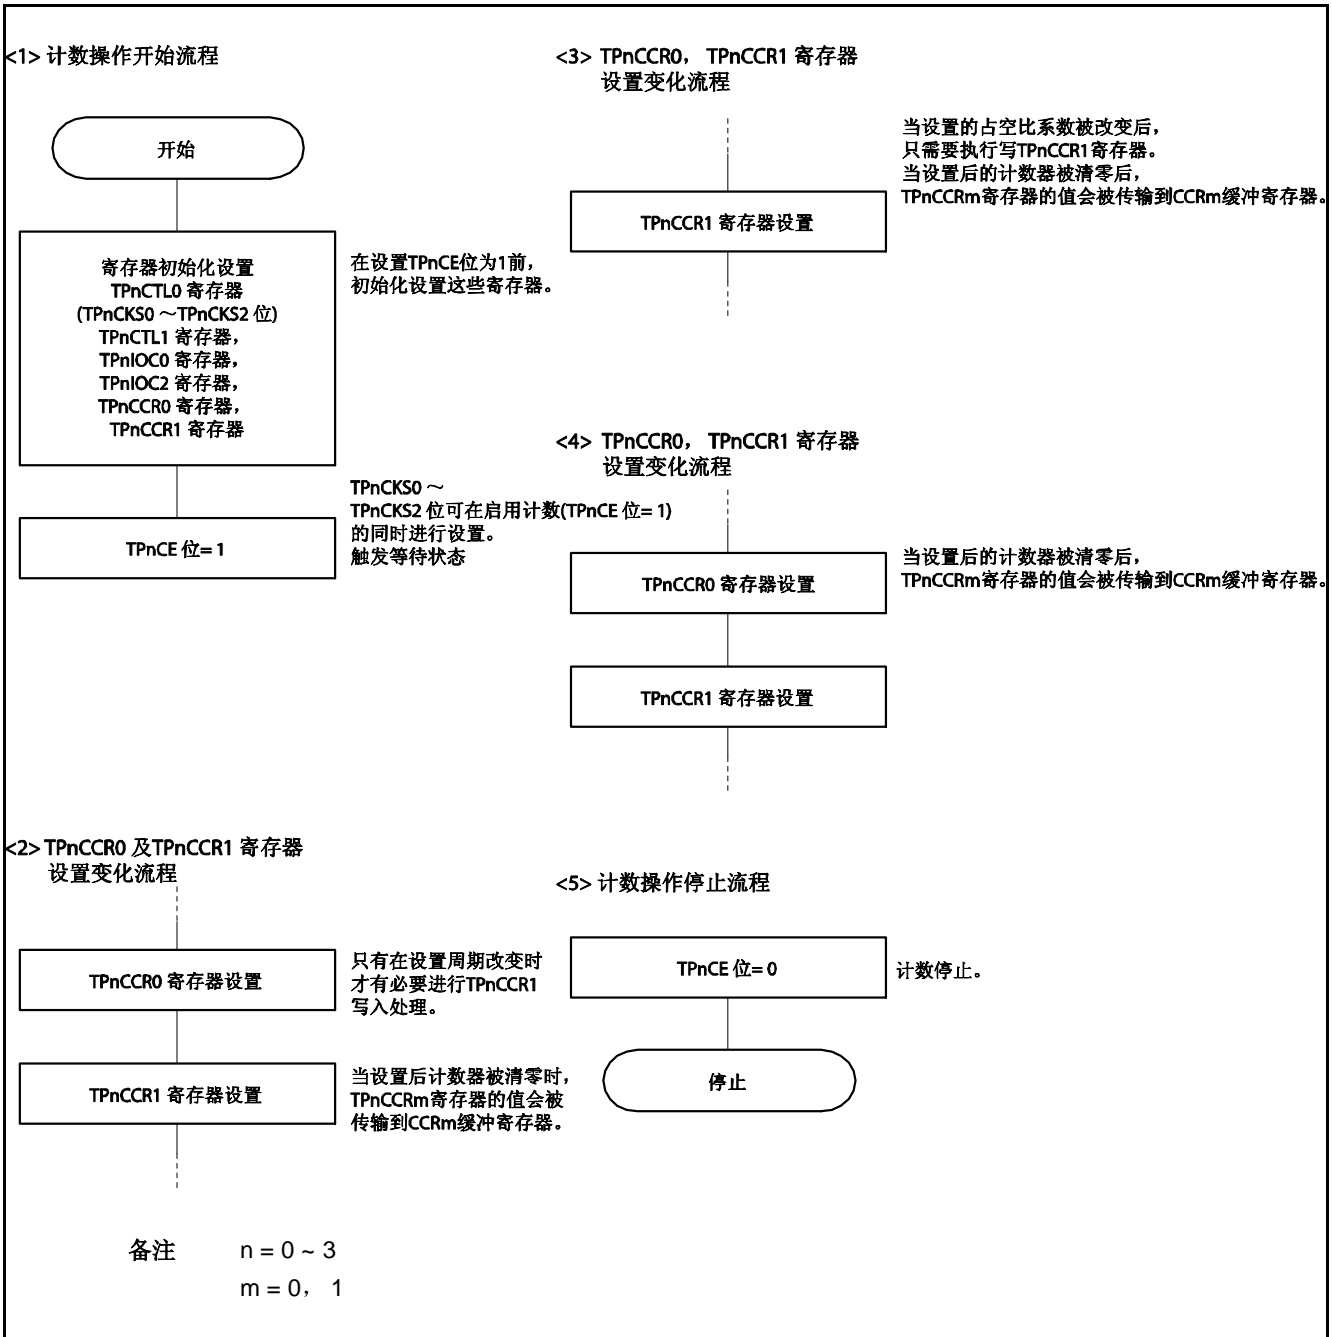 <1> 计数操作开始流程
开始
寄存器初始化设置
TPnCTL0 寄存器
(TPnCKS0 ～TPnCKS2 位)
TPnCTL1 寄存器，
TPnIOC0 寄存器，
TPnIOC2 寄存器，
TPnCCR0 寄存器，
TPnCCR1 寄存器
在设置TPnCE位为1前，
初始化设置这些寄存器。
TPnCE 位= 1
TPnCKS0 ～
TPnCKS2 位可在启用计数(TPnCE 位= 1)
的同时进行设置。
触发等待状态
<2> TPnCCR0 及TPnCCR1 寄存器
设置变化流程
TPnCCR0 寄存器设置
只有在设置周期改变时
才有必要进行TPnCCR1
写入处理。
TPnCCR1 寄存器设置
当设置后计数器被清零时，
TPnCCRm寄存器的值会被
传输到CCRm缓冲寄存器。
<3> TPnCCR0， TPnCCR1 寄存器
设置变化流程
当设置的占空比系数被改变后，
只需要执行写TPnCCR1寄存器。
当设置后的计数器被清零后，
TPnCCRm寄存器的值会被传输到CCRm缓冲寄存器。
TPnCCR1 寄存器设置
<4> TPnCCR0， TPnCCR1 寄存器
设置变化流程
TPnCCR0 寄存器设置
当设置后的计数器被清零后，
TPnCCRm寄存器的值会被传输到CCRm缓冲寄存器。
TPnCCR1 寄存器设置
<5> 计数操作停止流程
TPnCE 位= 0
计数停止。
停止
备注 n = 0 ~ 3
m = 0， 1